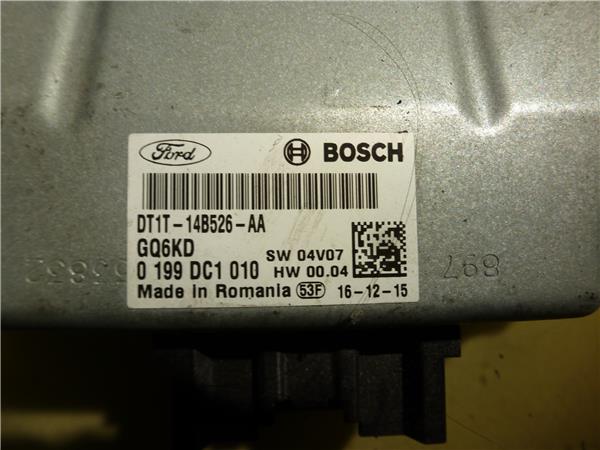 Ford BOSCH
DT1T-14B526-AA
GQ6KD
SW 04V07
0 199 DC1 010 HW 00.04
Made in Romania 53F 16-12-15
897